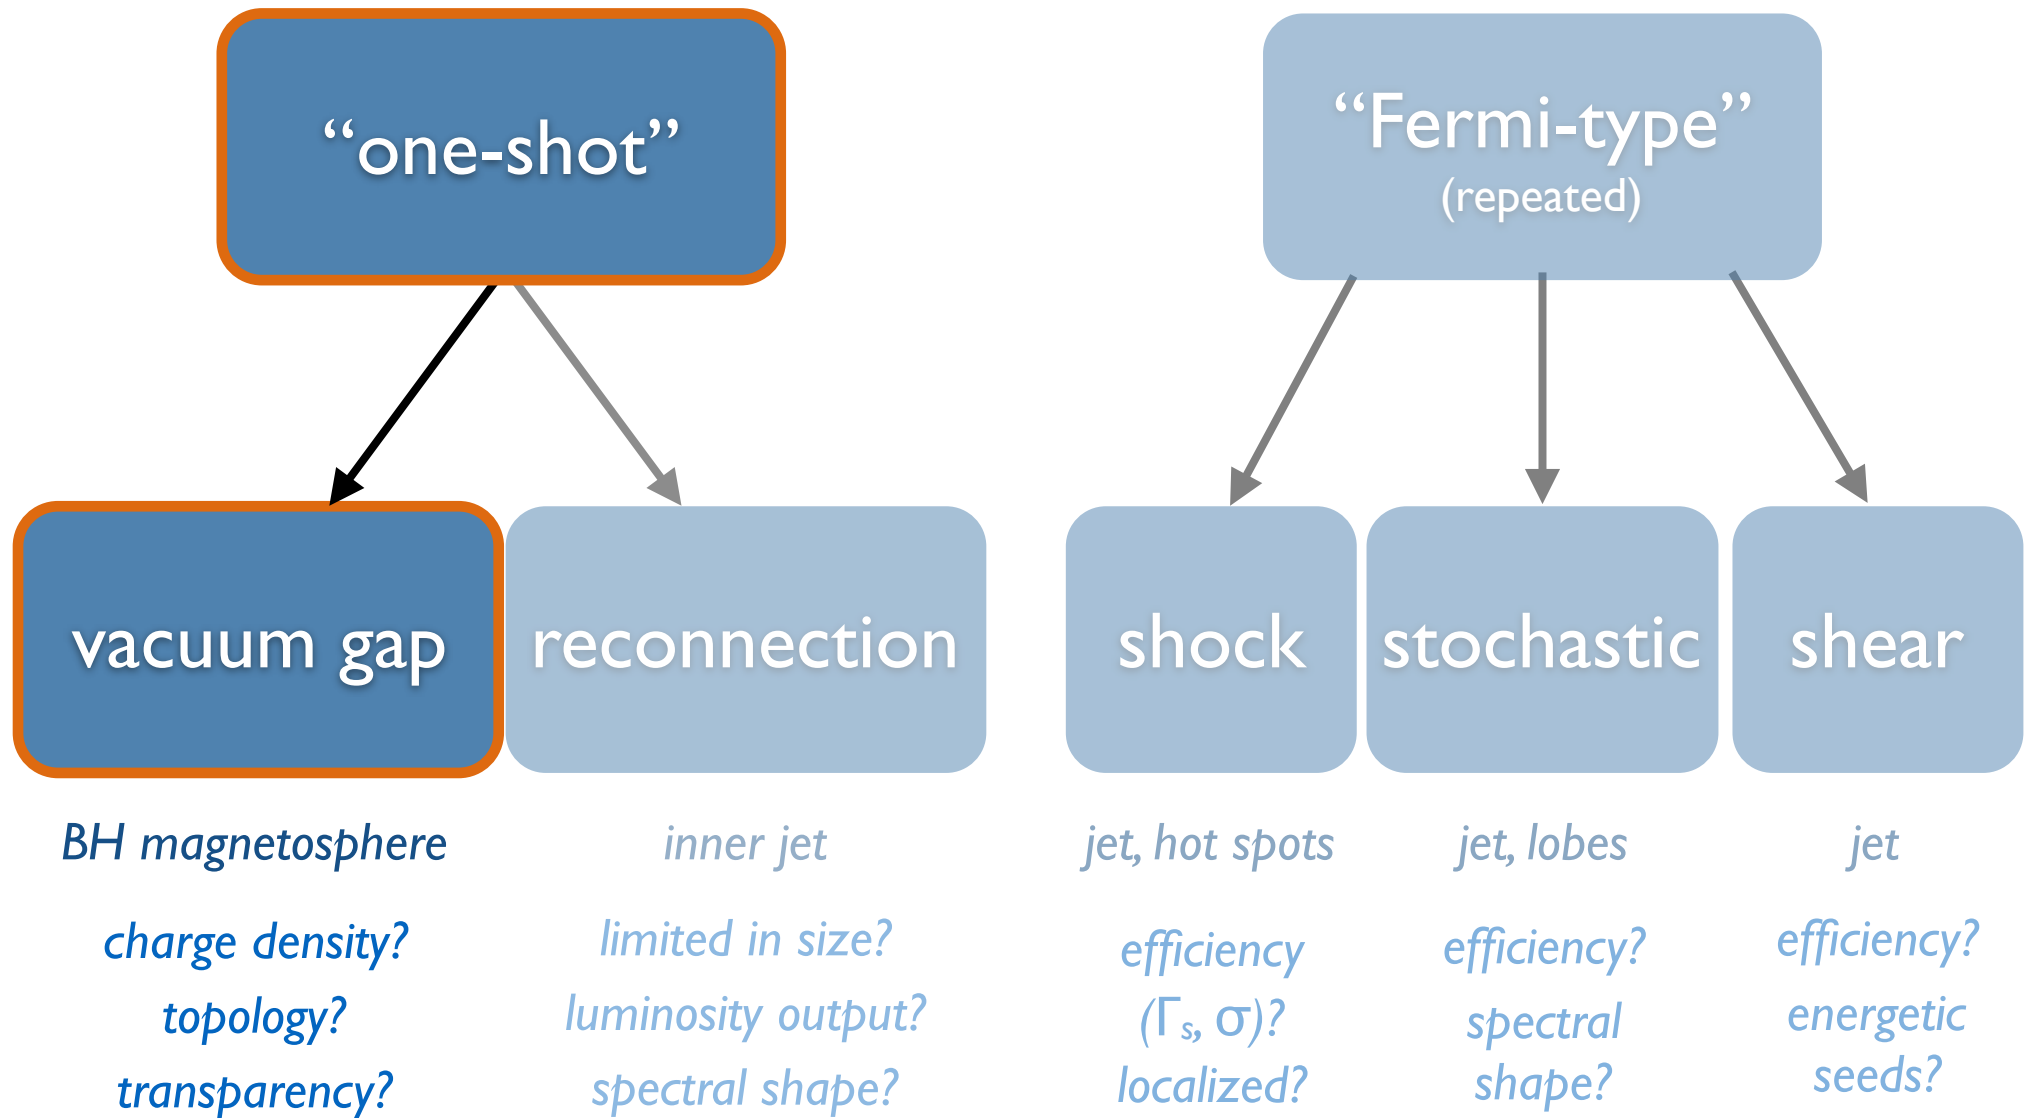 “one-shot”
“Fermi-type”
(repeated)
vacuum gap
reconnection
shock
stochastic
shear
BH magnetosphere
inner jet
jet, hot spots
jet, lobes
jet
charge density?
topology?
transparency?
limited in size?
luminosity output?
spectral shape?
efficiency
(Γs, σ)?
localized?
efficiency?
spectral
shape?
efficiency?
energetic
seeds?